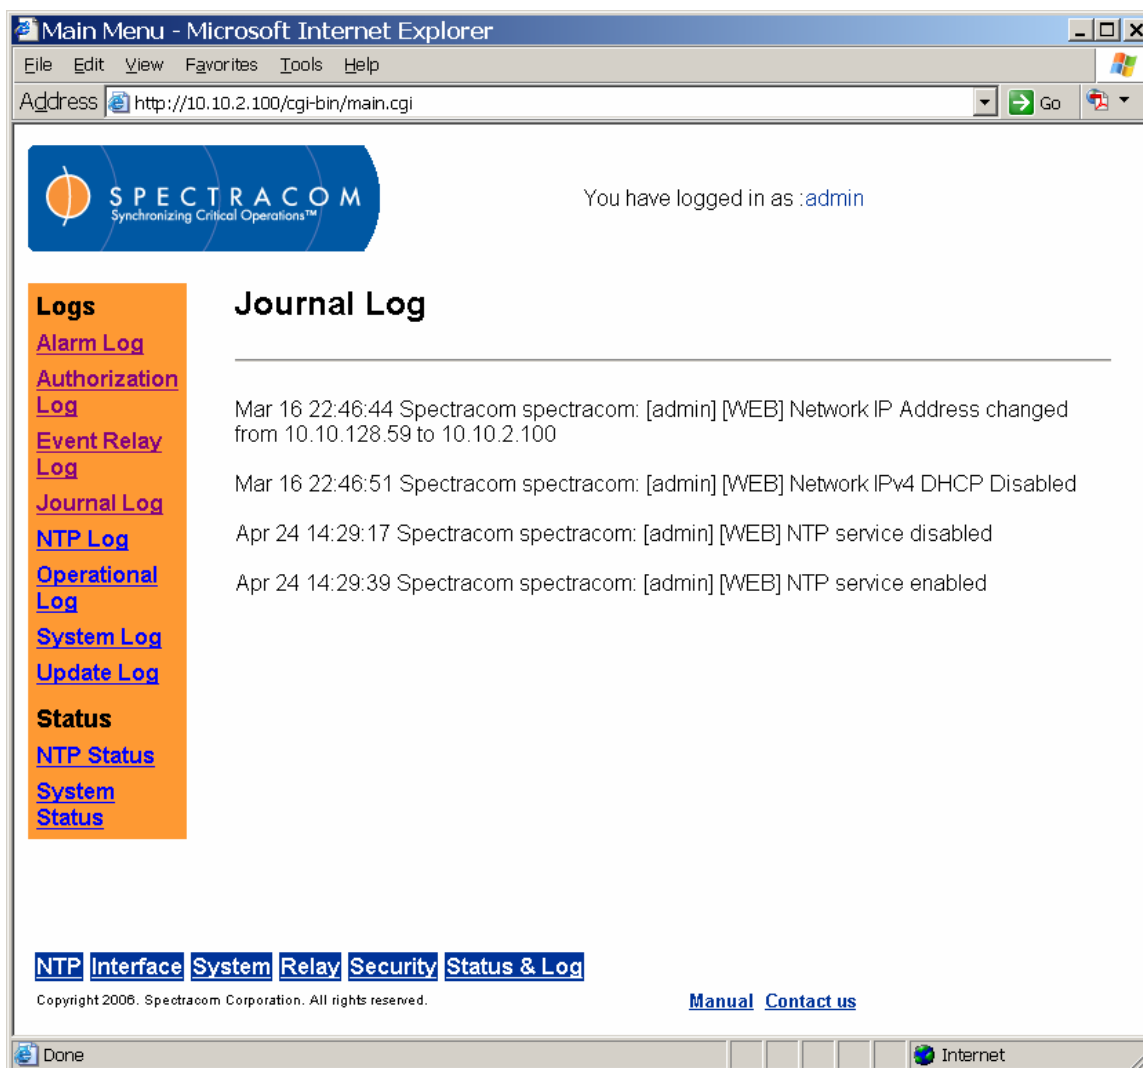 Main Menu - Microsoft Internet Explorer
File Edit View Favorites Tools Help
Address http://10.10.2.100/cgi-bin/main.cgi Go
SPECTRACOM
Synchronizing Critical Operations™
You have logged in as :admin
Logs
Alarm Log
Authorization
Log
Event Relay
Log
Journal Log
NTP Log
Operational
Log
System Log
Update Log
Status
NTP Status
System
Status
Journal Log
Mar 16 22:46:44 Spectracom spectracom: [admin] [WEB] Network IP Address changed
from 10.10.128.59 to 10.10.2.100
Mar 16 22:46:51 Spectracom spectracom: [admin] [WEB] Network IPv4 DHCP Disabled
Apr 24 14:29:17 Spectracom spectracom: [admin] [WEB] NTP service disabled
Apr 24 14:29:39 Spectracom spectracom: [admin] [WEB] NTP service enabled
NTP Interface System Relay Security Status & Log
Copyright 2006. Spectracom Corporation. All rights reserved.
Manual Contact us
Done Internet